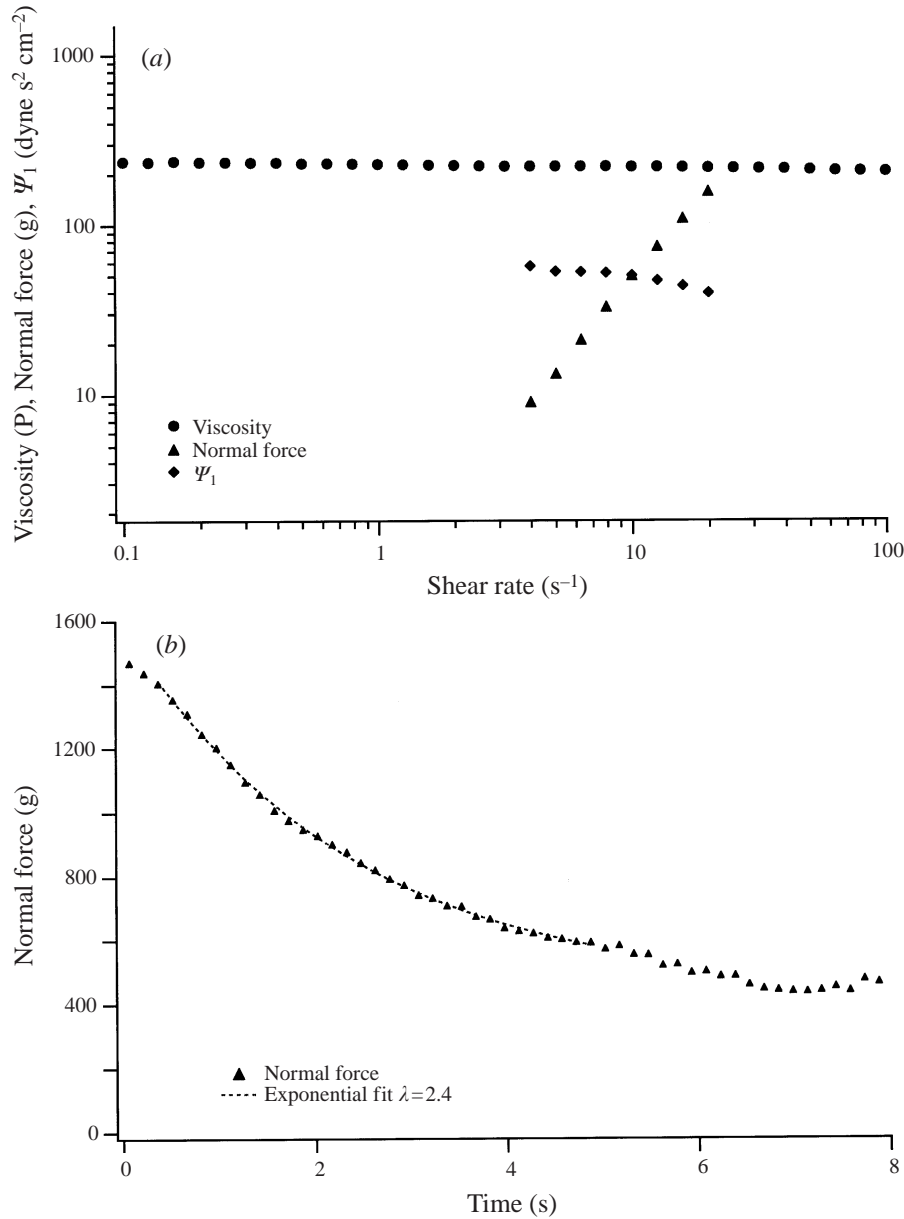 (a)
Viscosity (P), Normal force (g), Ψ₁ (dyne s² cm⁻²)
1000
100
10
Viscosity
Normal force
Ψ₁
0.1
1
10
100
Shear rate (s⁻¹)
(b)
Normal force (g)
1600
1200
800
400
0
Normal force
Exponential fit λ=2.4
0
2
4
6
8
Time (s)